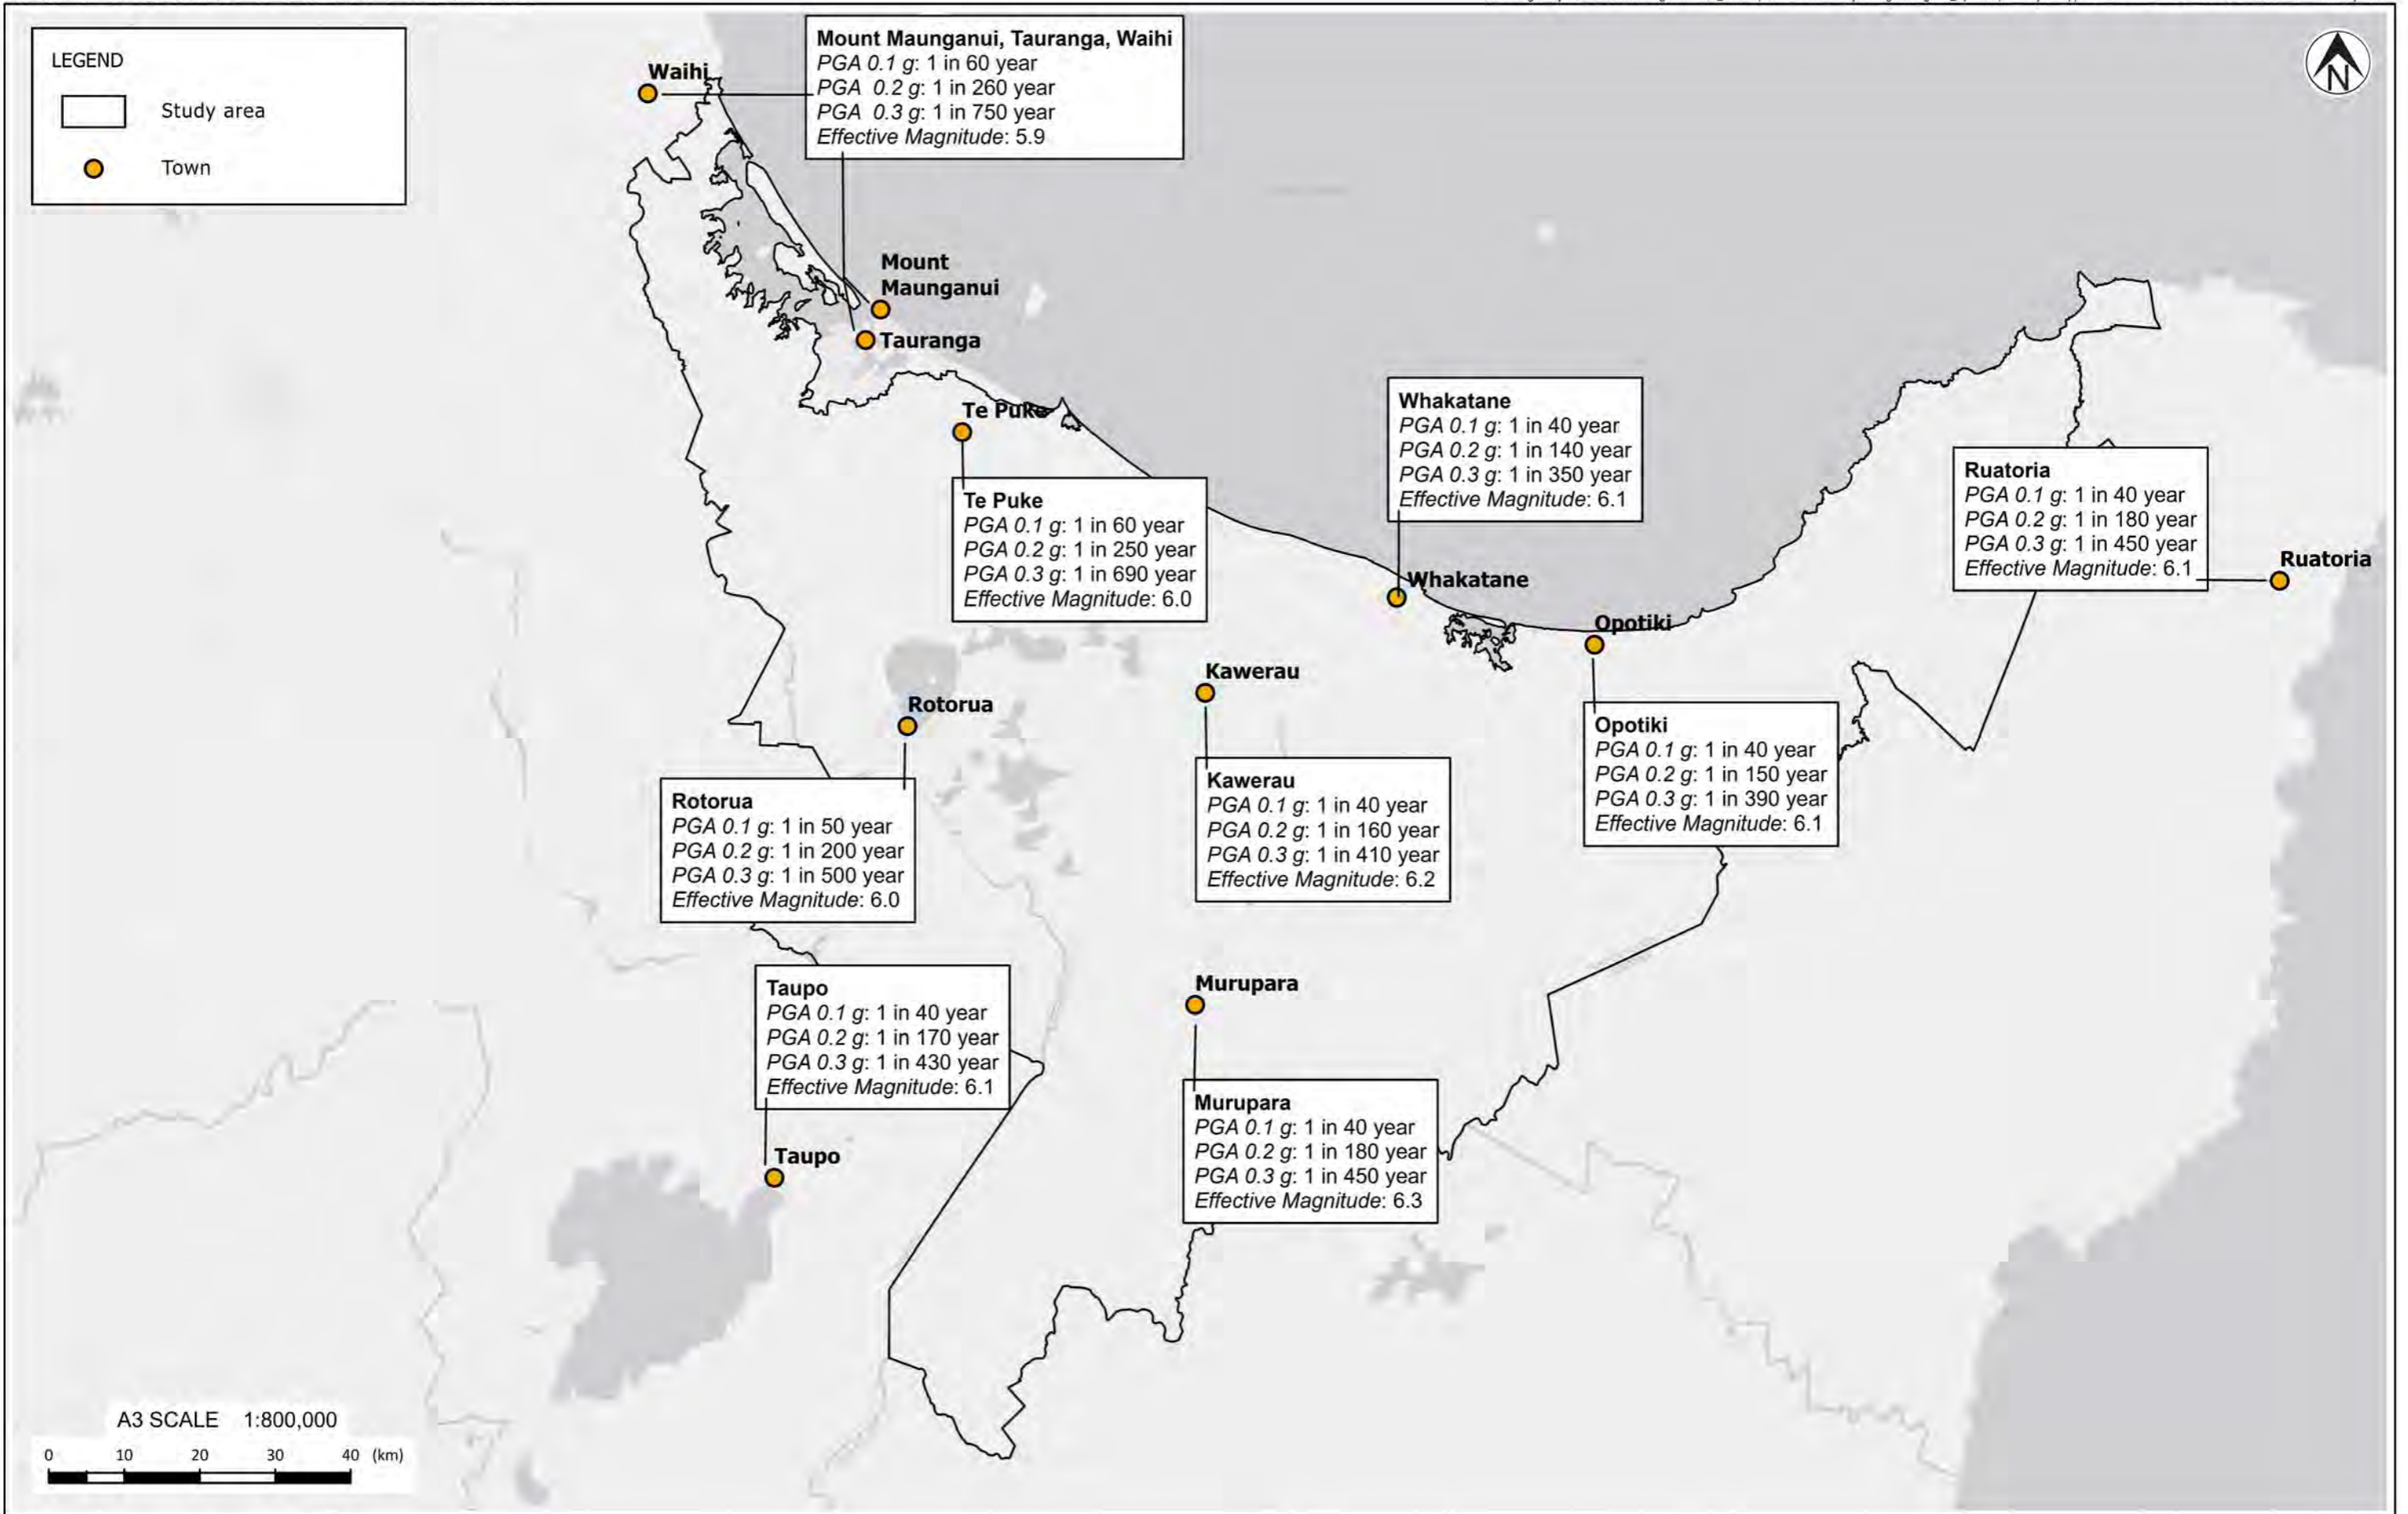 LEGEND
Study area
Town
N
Waihi
Mount Maunganui, Tauranga, Waihi
PGA 0.1 g: 1 in 60 year
PGA 0.2 g: 1 in 260 year
PGA 0.3 g: 1 in 750 year
Effective Magnitude: 5.9
Mount
Maunganui
Tauranga
Te Puke
Te Puke
PGA 0.1 g: 1 in 60 year
PGA 0.2 g: 1 in 250 year
PGA 0.3 g: 1 in 690 year
Effective Magnitude: 6.0
Whakatane
PGA 0.1 g: 1 in 40 year
PGA 0.2 g: 1 in 140 year
PGA 0.3 g: 1 in 350 year
Effective Magnitude: 6.1
Whakatane
Ruatoria
PGA 0.1 g: 1 in 40 year
PGA 0.2 g: 1 in 180 year
PGA 0.3 g: 1 in 450 year
Effective Magnitude: 6.1
Ruatoria
Opotiki
Opotiki
PGA 0.1 g: 1 in 40 year
PGA 0.2 g: 1 in 150 year
PGA 0.3 g: 1 in 390 year
Effective Magnitude: 6.1
Kawerau
Kawerau
PGA 0.1 g: 1 in 40 year
PGA 0.2 g: 1 in 160 year
PGA 0.3 g: 1 in 410 year
Effective Magnitude: 6.2
Rotorua
Rotorua
PGA 0.1 g: 1 in 50 year
PGA 0.2 g: 1 in 200 year
PGA 0.3 g: 1 in 500 year
Effective Magnitude: 6.0
Taupo
PGA 0.1 g: 1 in 40 year
PGA 0.2 g: 1 in 170 year
PGA 0.3 g: 1 in 430 year
Effective Magnitude: 6.1
Taupo
Murupara
Murupara
PGA 0.1 g: 1 in 40 year
PGA 0.2 g: 1 in 180 year
PGA 0.3 g: 1 in 450 year
Effective Magnitude: 6.3
A3 SCALE 1:800,000
0 10 20 30 40 (km)